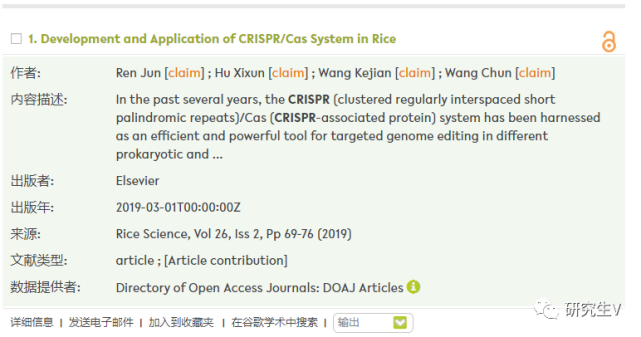 1. Development and Application of CRISPR/Cas System in Rice
作者: Ren Jun [claim] ; Hu Xixun [claim] ; Wang Kejian [claim] ; Wang Chun [claim]
内容描述: In the past several years, the CRISPR (clustered regularly interspaced short
palindromic repeats)/Cas (CRISPR-associated protein) system has been harnessed
as an efficient and powerful tool for targeted genome editing in different
prokaryotic and ...
出版者: Elsevier
出版年: 2019-03-01T00:00:00Z
来源: Rice Science, Vol 26, Iss 2, Pp 69-76 (2019)
文献类型: article ; [Article contribution]
数据提供者: Directory of Open Access Journals: DOAJ Articles
详细信息 | 发送电子邮件 | 加入到收藏夹 | 在谷歌学术中搜索 | 输出
研究生V